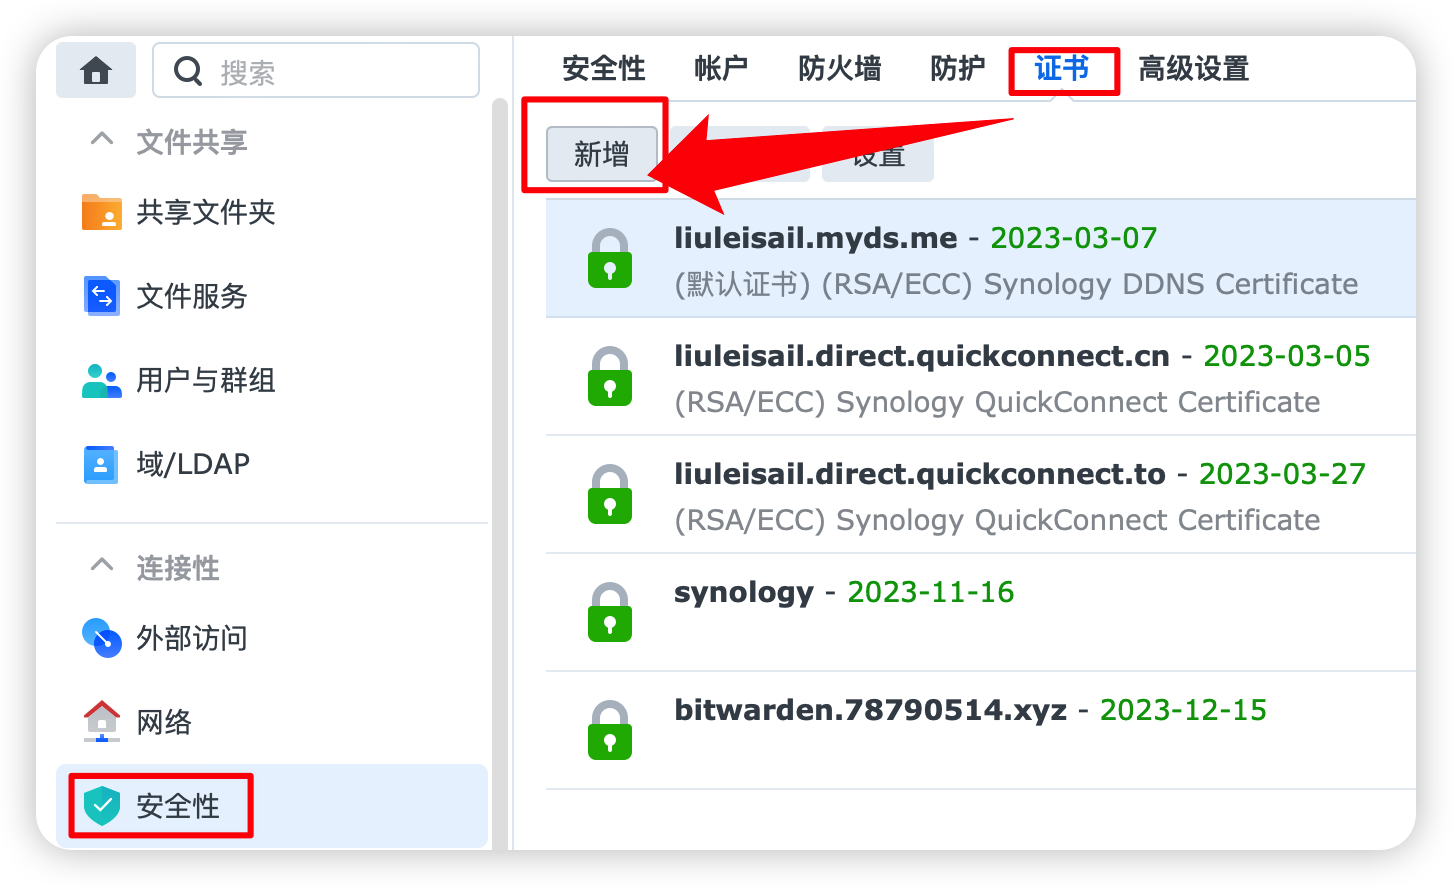 搜索
文件共享
共享文件夹
文件服务
用户与群组
域/LDAP
连接性
外部访问
网络
安全性
安全性 帐户 防火墙 防护 证书 高级设置
新增 设置
liuleisail.myds.me - 2023-03-07
(默认证书) (RSA/ECC) Synology DDNS Certificate
liuleisail.direct.quickconnect.cn - 2023-03-05
(RSA/ECC) Synology QuickConnect Certificate
liuleisail.direct.quickconnect.to - 2023-03-27
(RSA/ECC) Synology QuickConnect Certificate
synology - 2023-11-16
bitwarden.78790514.xyz - 2023-12-15